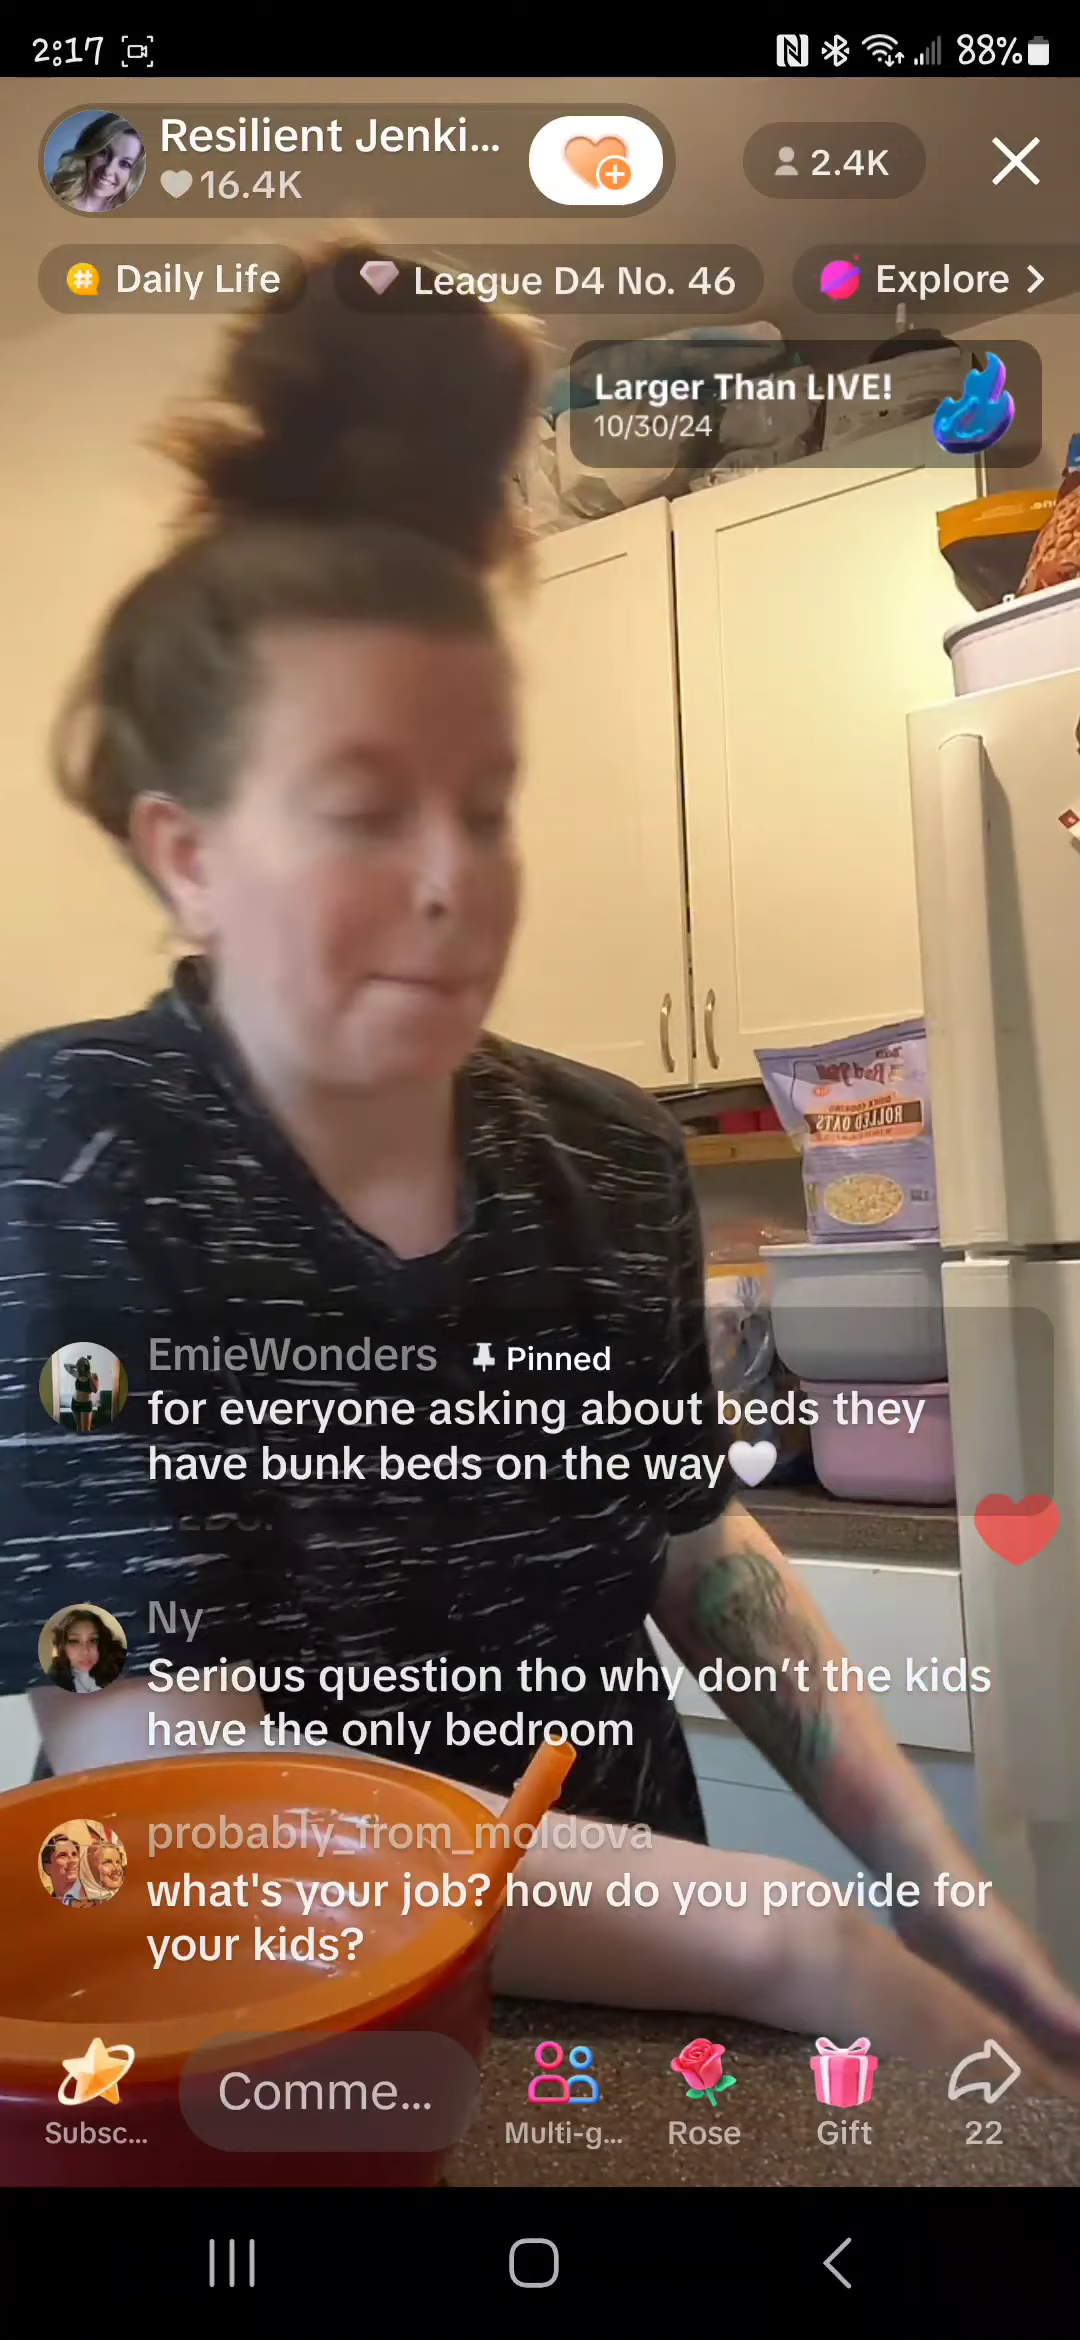 2:17
88%
Resilient Jenki...
16.4K
2.4K
Daily Life
League D4 No. 46
Explore
Larger Than LIVE!
10/30/24
ROLLED OATS
EmieWonders Pinned
for everyone asking about beds they
have bunk beds on the way🤍
Ny
Serious question tho why don’t the kids
have the only bedroom
probably_from_moldova
what's your job? how do you provide for
your kids?
Subsc...
Comme...
Multi-g...
Rose
Gift
22